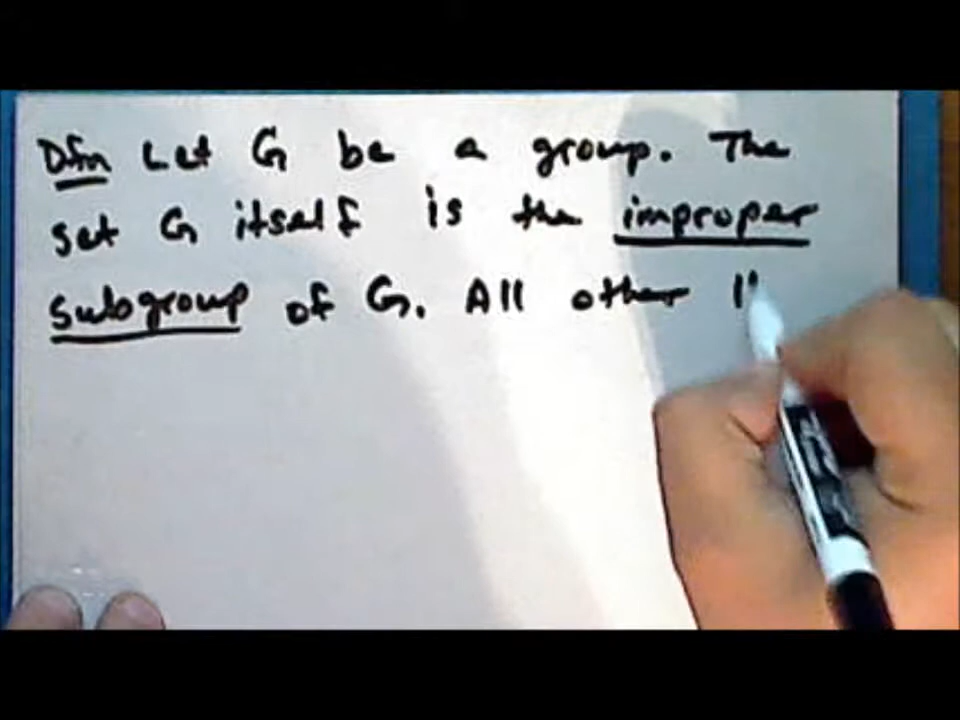 Dfn Let G be a group. The
set G itself is the improper
subgroup of G. All other